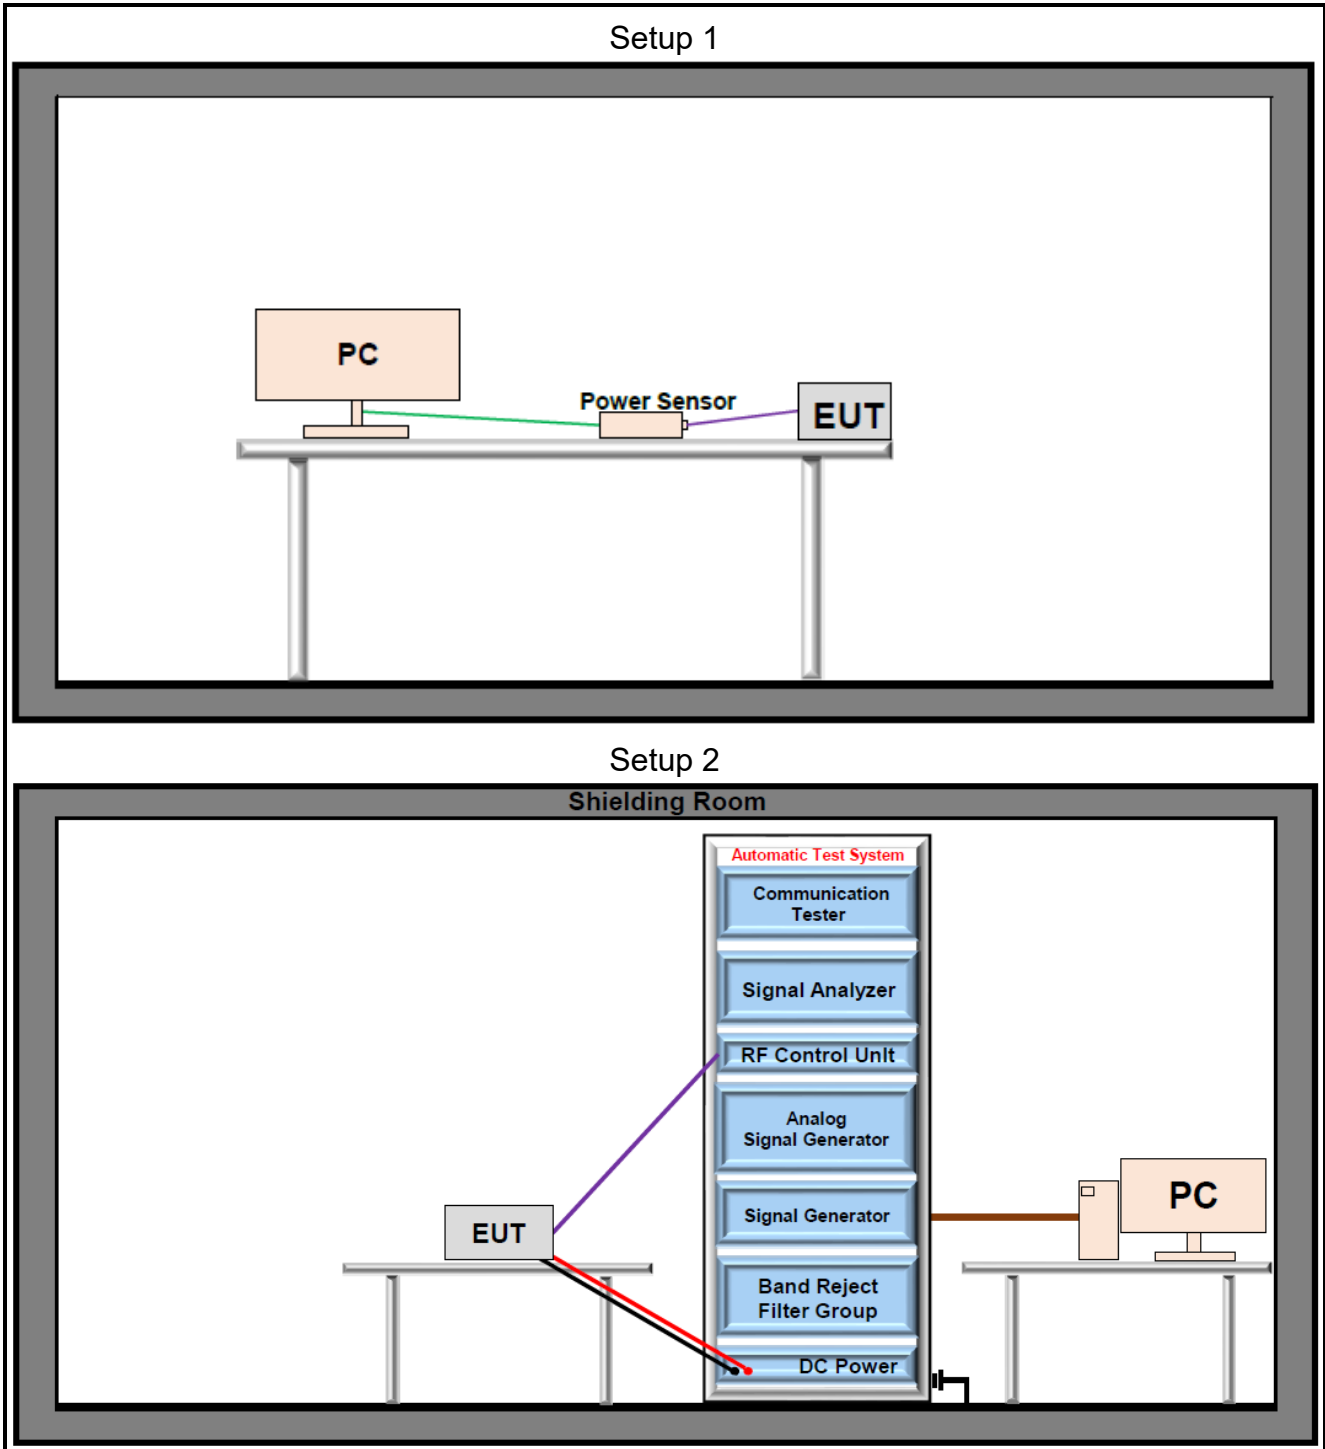 Setup 1
PC
Power Sensor
EUT
Setup 2
Shielding Room
Automatic Test System
Communication
Tester
Signal Analyzer
RF Control UnIt
Analog
Signal Generator
Signal Generator
Band Reject
Filter Group
DC Power
EUT
PC